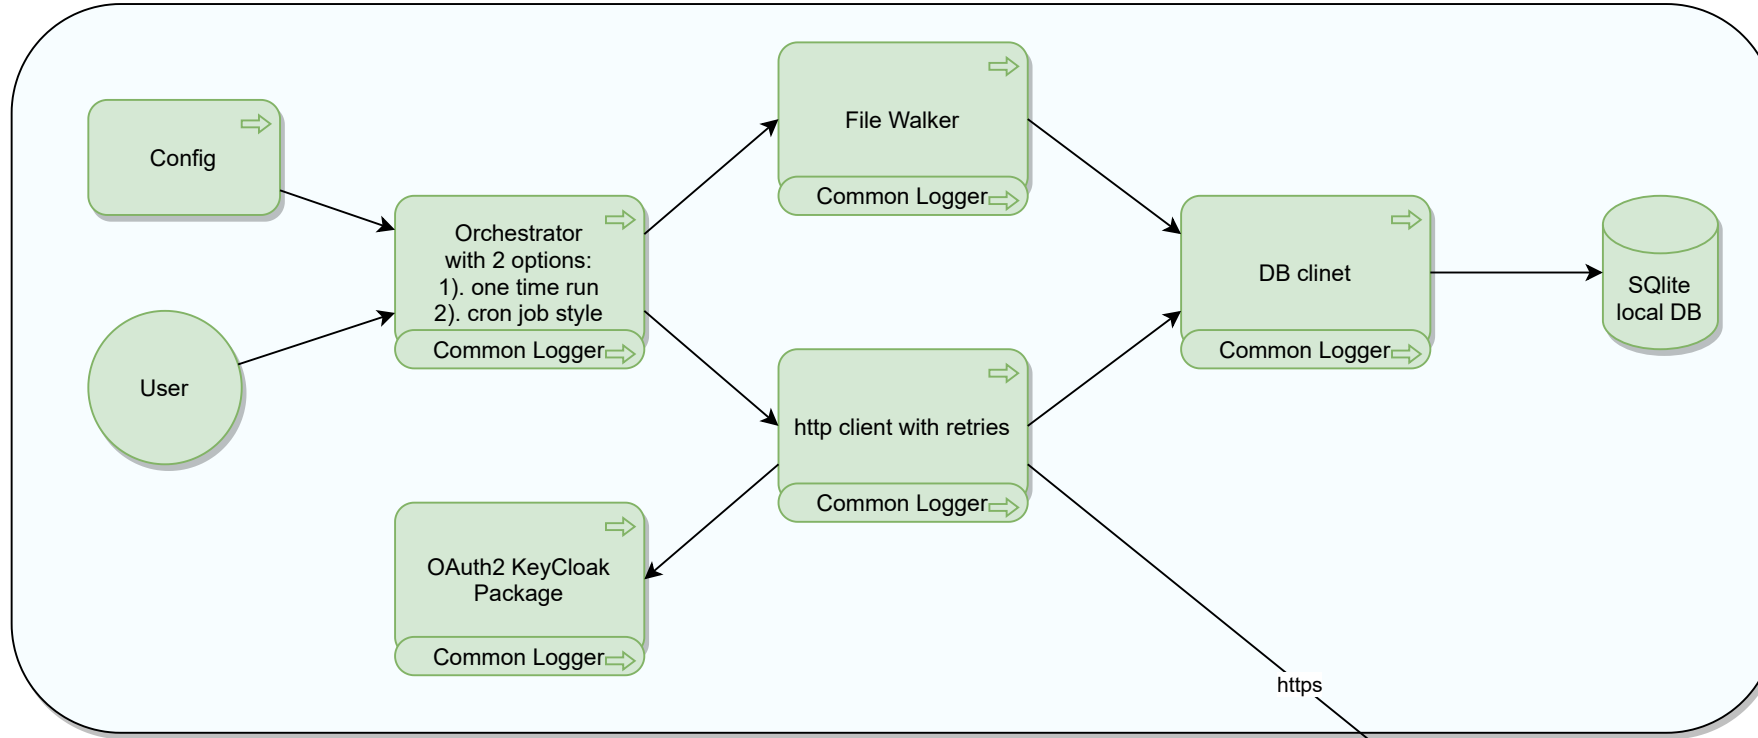 Config
User
Orchestrator
with 2 options:
1). one time run
2). cron job style
Common Logger
OAuth2 KeyCloak
Package
Common Logger
File Walker
Common Logger
http client with retries
Common Logger
DB clinet
Common Logger
SQlite
local DB
https